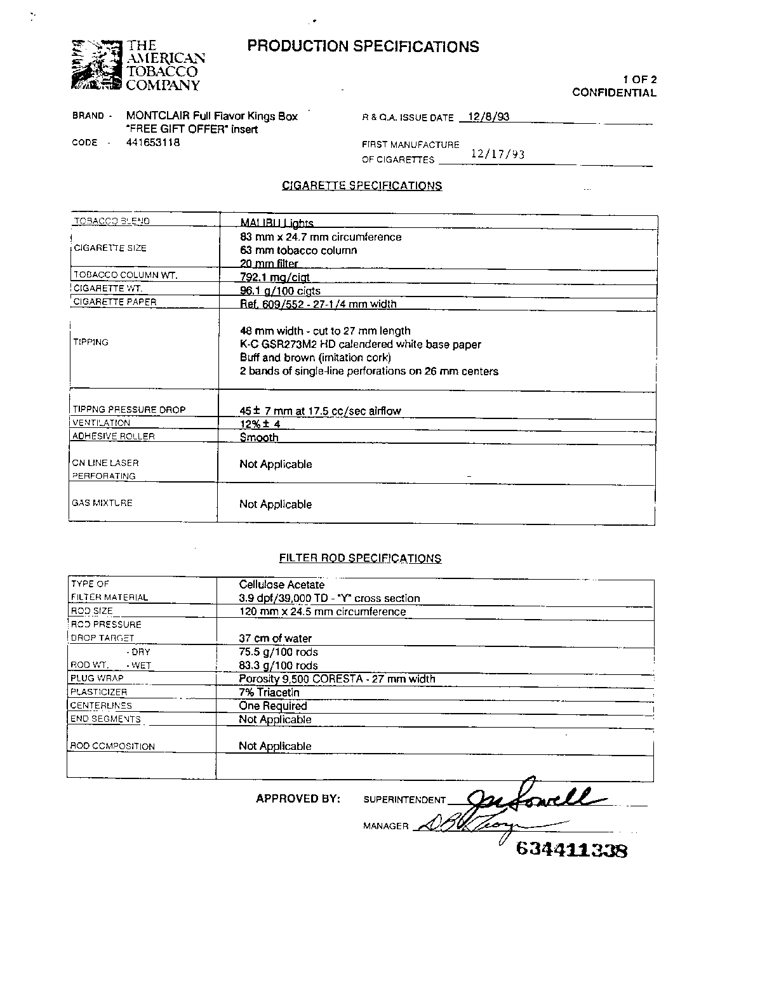 THE
AMERICAN
TOBACCO
COMPANY
PRODUCTION SPECIFICATIONS
1 OF 2
CONFIDENTIAL
BRAND - MONTCLAIR Full Flavor Kings Box
"FREE GIFT OFFER" insert
CODE - 441653118
R & Q.A. ISSUE DATE 12/8/93
FIRST MANUFACTURE
OF CIGARETTES 12/17/93
CIGARETTE SPECIFICATIONS
TOBACCO BLEND MALIBU Lights
CIGARETTE SIZE 83 mm x 24.7 mm circumference
63 mm tobacco column
20 mm filter
TOBACCO COLUMN WT. 792.1 mg/cigt
CIGARETTE WT. 96.1 g/100 cigts
CIGARETTE PAPER Ref. 609/552 - 27-1/4 mm width
TIPPING 48 mm width - cut to 27 mm length
K-C GSR273M2 HD calendered white base paper
Buff and brown (imitation cork)
2 bands of single-line perforations on 26 mm centers
TIPPNG PRESSURE DROP 45± 7 mm at 17.5 cc/sec airflow
VENTILATION 12% ± 4
ADHESIVE ROLLER Smooth
ON LINE LASER Not Applicable
PERFORATING
GAS MIXTURE Not Applicable
FILTER ROD SPECIFICATIONS
TYPE OF Cellulose Acetate
FILTER MATERIAL 3.9 dpf/39,000 TD - "Y" cross section
ROD SIZE 120 mm x 24.5 mm circumference
ROD PRESSURE
DROP TARGET 37 cm of water
- DRY 75.5 g/100 rods
ROD WT. - WET 83.3 g/100 rods
PLUG WRAP Porosity 9,500 CORESTA - 27 mm width
PLASTICIZER 7% Triacetin
CENTERLINES One Required
END SEGMENTS Not Applicable
ROD COMPOSITION Not Applicable
APPROVED BY: SUPERINTENDENT
MANAGER
634411338